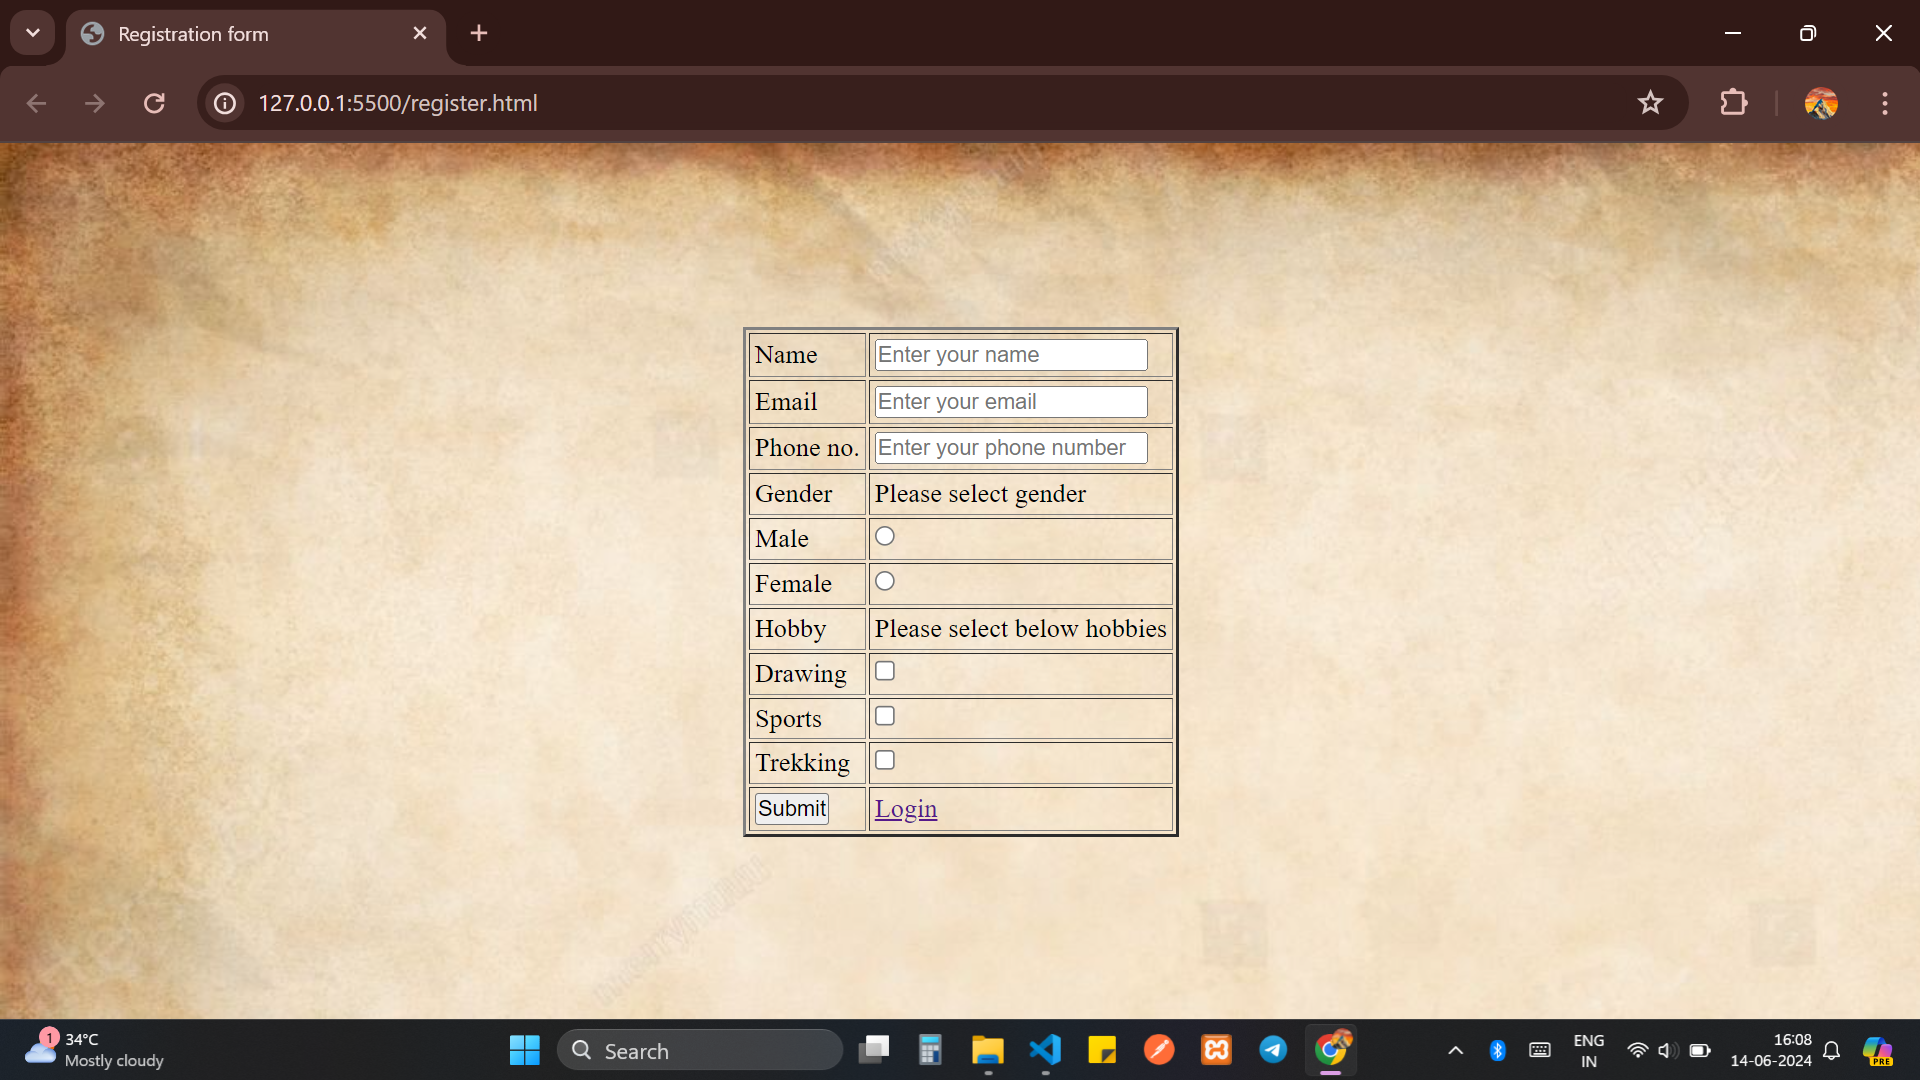 Registration form
127.0.0.1:5500/register.html
Name Enter your name
Email Enter your email
Phone no. Enter your phone number
Gender Please select gender
Male
Female
Hobby Please select below hobbies
Drawing
Sports
Trekking
Submit Login
1
34°C
Mostly cloudy
Search
ENG
IN
16:08
14-06-2024
PRE